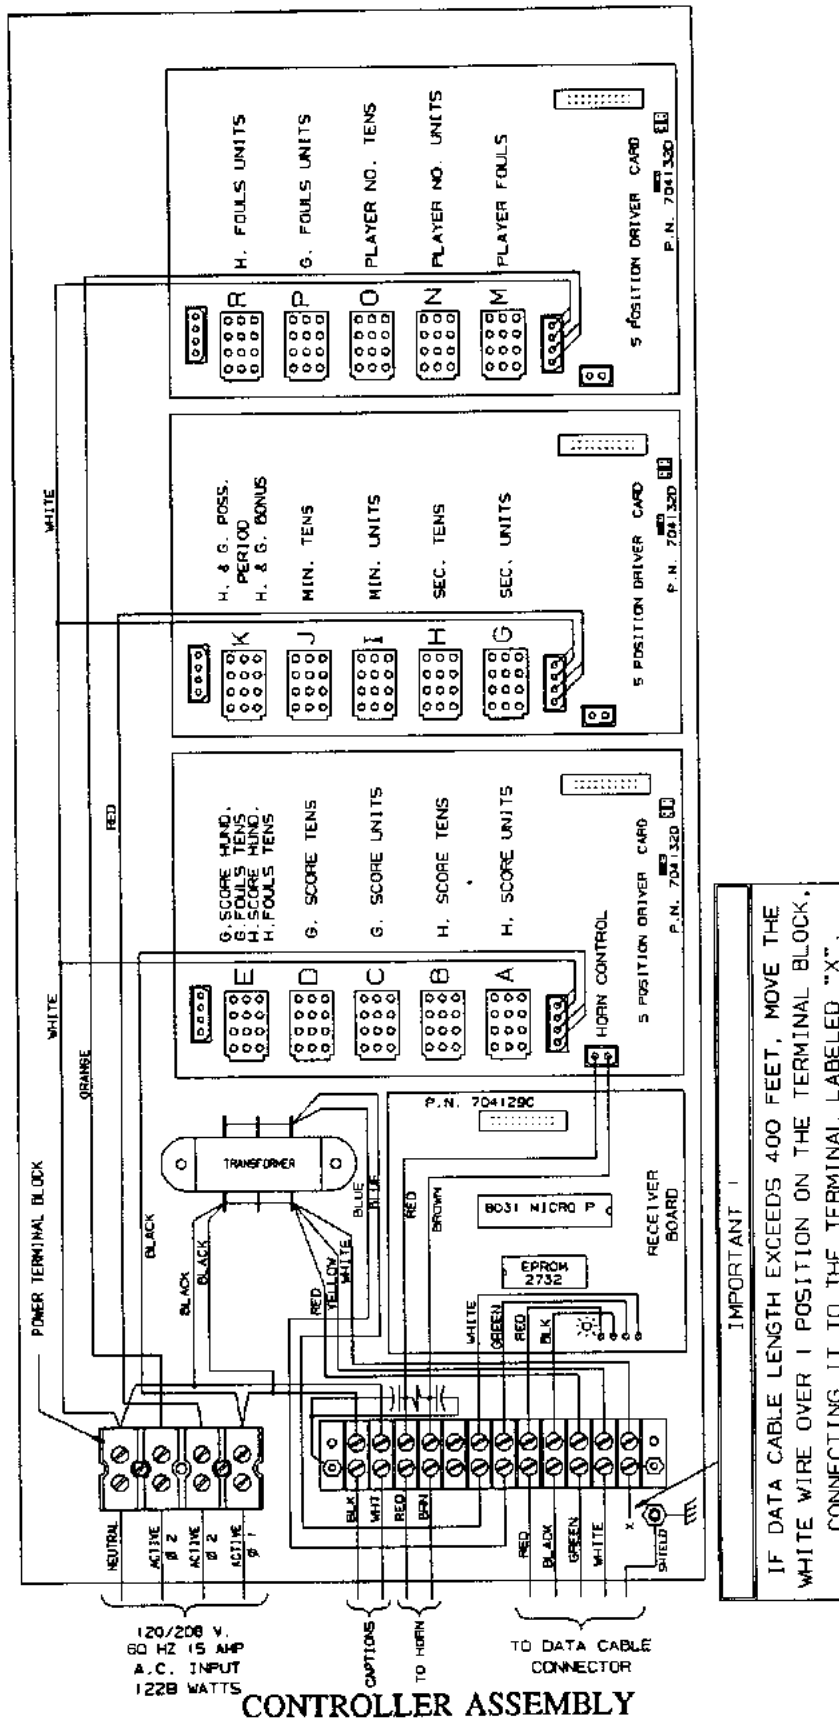 H. FOULS UNITS
G. FOULS UNITS
PLAYER NO. TENS
PLAYER NO. UNITS
PLAYER FOULS
R
P
O
N
M
5 POSITION DRIVER CARD
P.N. 704132D
WHITE
H. & G. POSS.
PERIOD
H. & G. BONUS
MIN. TENS
MIN. UNITS
SEC. TENS
SEC. UNITS
K
J
I
H
G
5 POSITION DRIVER CARD
P.N. 704132D
RED
WHITE
ORANGE
G. SCORE HUND.
G. FOULS TENS
H. SCORE HUND.
H. FOULS TENS
G. SCORE TENS
G. SCORE UNITS
H. SCORE TENS
H. SCORE UNITS
E
D
C
B
A
HORN CONTROL
5 POSITION DRIVER CARD
P.N. 704132D
POWER TERMINAL BLOCK
BLACK
BLACK
BLACK
TRANSFORMER
BLUE
BLUE
RED
YELLOW
WHITE
RED
BROWN
P.N. 704129C
8031 MICRO P
EPROM
2732
RECEIVER
BOARD
WHITE
GREEN
RED
BLK
NEUTRAL
ACTIVE
Ø 2
ACTIVE
Ø 2
ACTIVE
Ø 1
BLK
WHT
RED
BRN
RED
BLACK
GREEN
WHITE
X
SHIELD
120/208 V.
60 HZ 15 AMP
A.C. INPUT
1228 WATTS
CAPTIONS
TO HORN
TO DATA CABLE
CONNECTOR
IMPORTANT !
IF DATA CABLE LENGTH EXCEEDS 400 FEET, MOVE THE
WHITE WIRE OVER 1 POSITION ON THE TERMINAL BLOCK,
CONNECTING IT TO THE TERMINAL LABELED "X".
CONTROLLER ASSEMBLY